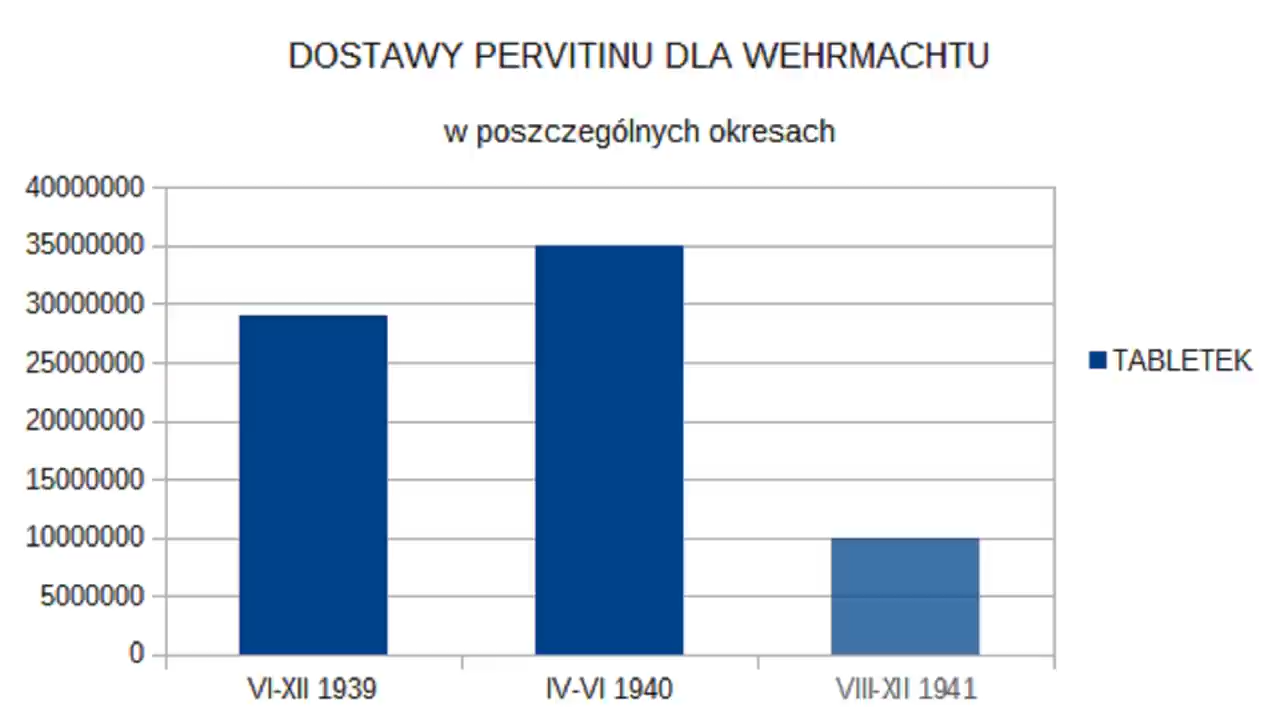 DOSTAWY PERVITINU DLA WEHRMACHTU
w poszczególnych okresach
40000000
35000000
30000000
25000000
20000000
15000000
10000000
5000000
0
VI-XII 1939
IV-VI 1940
VIII-XII 1941
TABLETEK